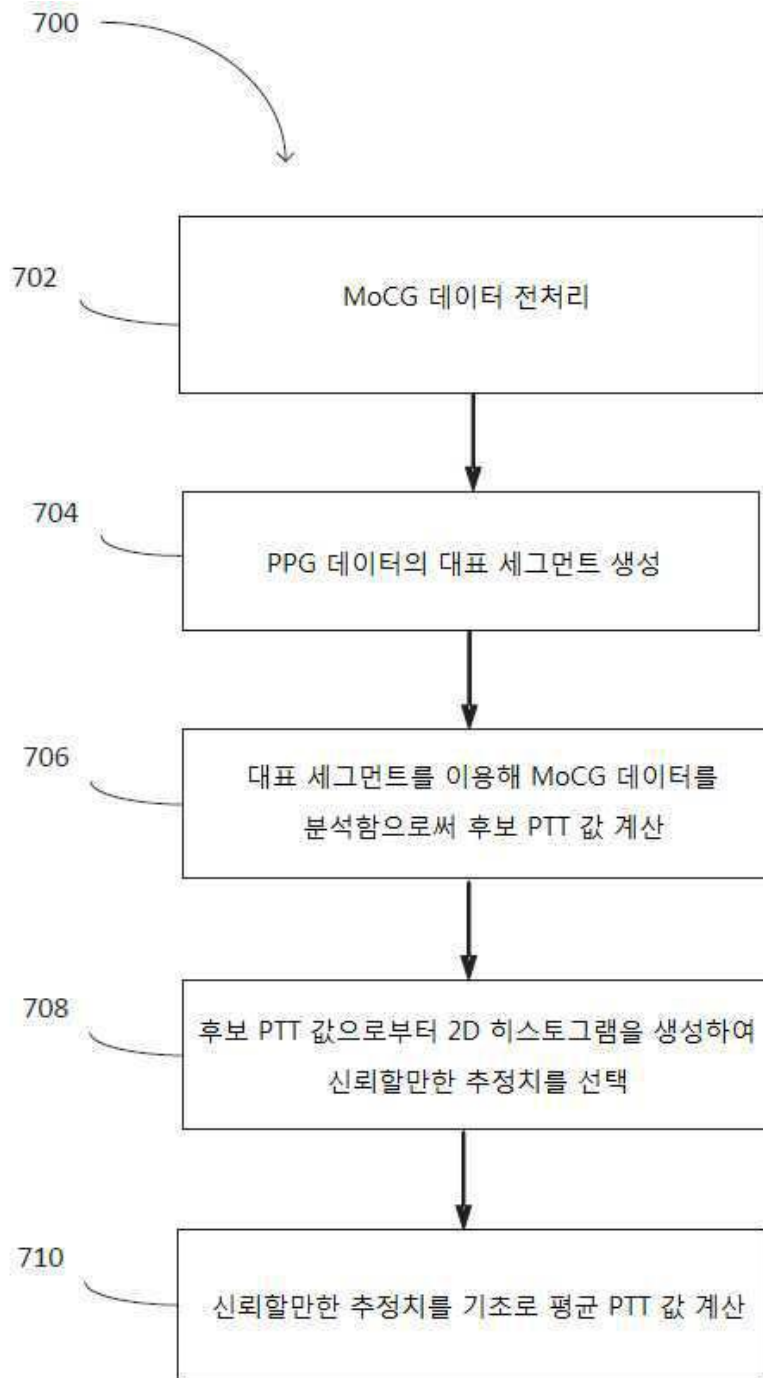 700
702
MoCG 데이터 전처리
704
PPG 데이터의 대표 세그먼트 생성
706
대표 세그먼트를 이용해 MoCG 데이터를
분석함으로써 후보 PTT 값 계산
708
후보 PTT 값으로부터 2D 히스토그램을 생성하여
신뢰할만한 추정치를 선택
710
신뢰할만한 추정치를 기초로 평균 PTT 값 계산